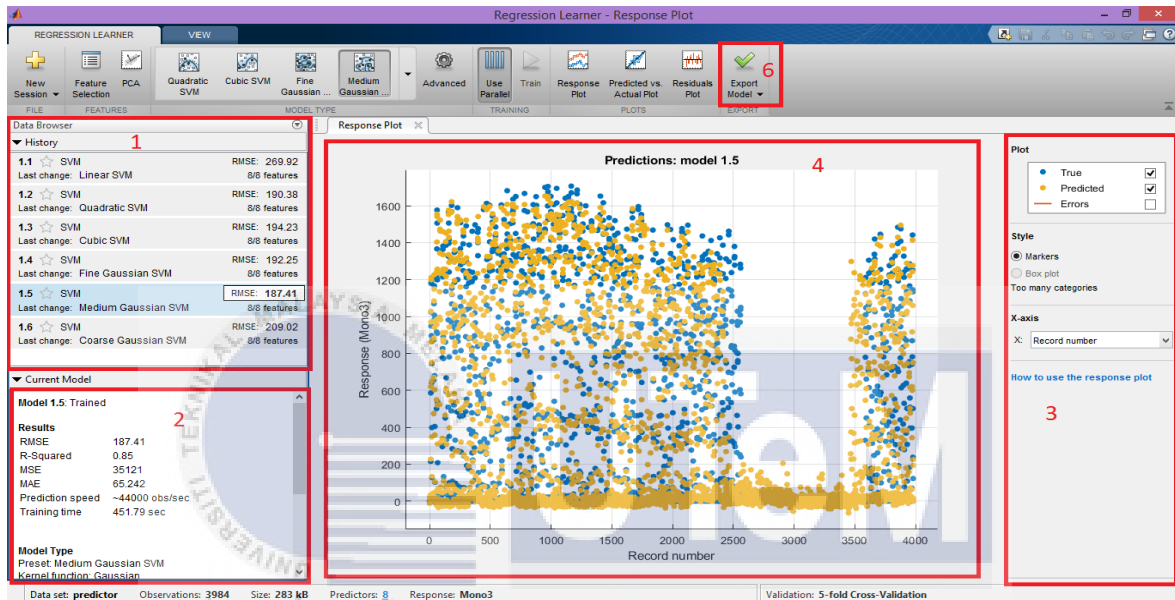 Regression Learner - Response Plot
REGRESSION LEARNER VIEW
New Session
Feature Selection
PCA
Quadratic SVM
Cubic SVM
Fine Gaussian ...
Medium Gaussian ...
Advanced
Use Parallel
Train
Response Plot
Predicted vs. Actual Plot
Residuals Plot
Export Model
6
FILE FEATURES MODEL TYPE TRAINING PLOTS EXPORT
Data Browser
1
History
1.1 SVM RMSE: 269.92
Last change: Linear SVM 8/8 features
1.2 SVM RMSE: 190.38
Last change: Quadratic SVM 8/8 features
1.3 SVM RMSE: 194.23
Last change: Cubic SVM 8/8 features
1.4 SVM RMSE: 192.25
Last change: Fine Gaussian SVM 8/8 features
1.5 SVM RMSE: 187.41
Last change: Medium Gaussian SVM 8/8 features
1.6 SVM RMSE: 209.02
Last change: Coarse Gaussian SVM 8/8 features
Current Model
Model 1.5: Trained
2
Results
RMSE 187.41
R-Squared 0.85
MSE 35121
MAE 65.242
Prediction speed ~44000 obs/sec
Training time 451.79 sec
Model Type
Preset: Medium Gaussian SVM
Kernel function: Gaussian
Response Plot
Predictions: model 1.5
4
Response (Mono3)
1600
1400
1200
1000
800
600
400
200
0
0 500 1000 1500 2000 2500 3000 3500 4000
Record number
Plot
True
Predicted
Errors
Style
Markers
Box plot
Too many categories
X-axis
X: Record number
How to use the response plot
3
UNIVERSITI TEKNIKAL MALAYSIA MELAKA
UTeM
Data set: predictor Observations: 3984 Size: 283 kB Predictors: 8 Response: Mono3 Validation: 5-fold Cross-Validation